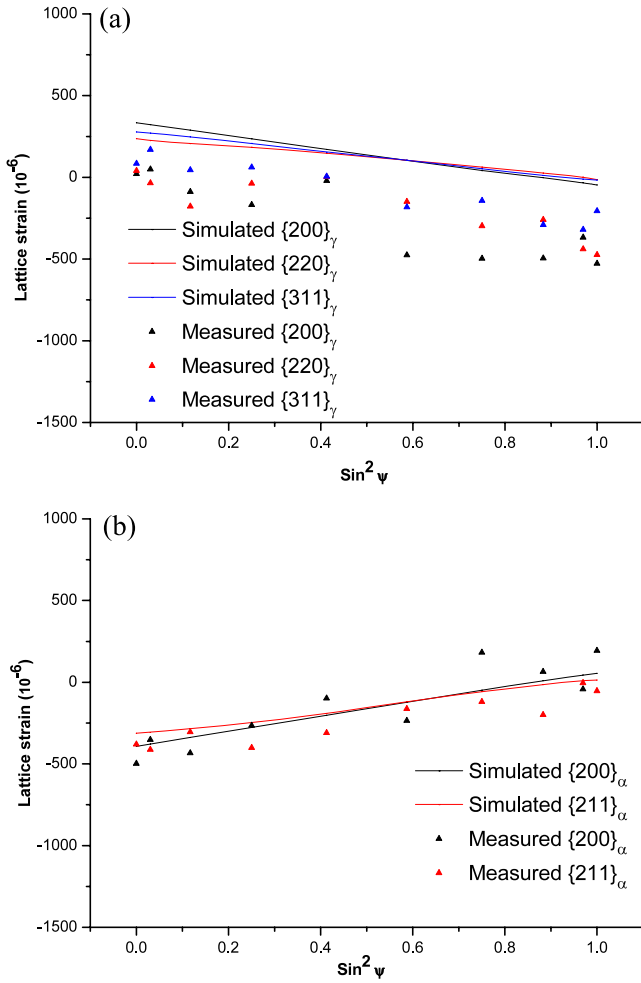 (a)
1000
500
0
-500
-1000
-1500
Lattice strain (10⁻⁶)
Simulated {200}γ
Simulated {220}γ
Simulated {311}γ
Measured {200}γ
Measured {220}γ
Measured {311}γ
0.0 0.2 0.4 0.6 0.8 1.0
Sin² ψ
(b)
1000
500
0
-500
-1000
-1500
Lattice strain (10⁻⁶)
Simulated {200}α
Simulated {211}α
Measured {200}α
Measured {211}α
0.0 0.2 0.4 0.6 0.8 1.0
Sin² ψ